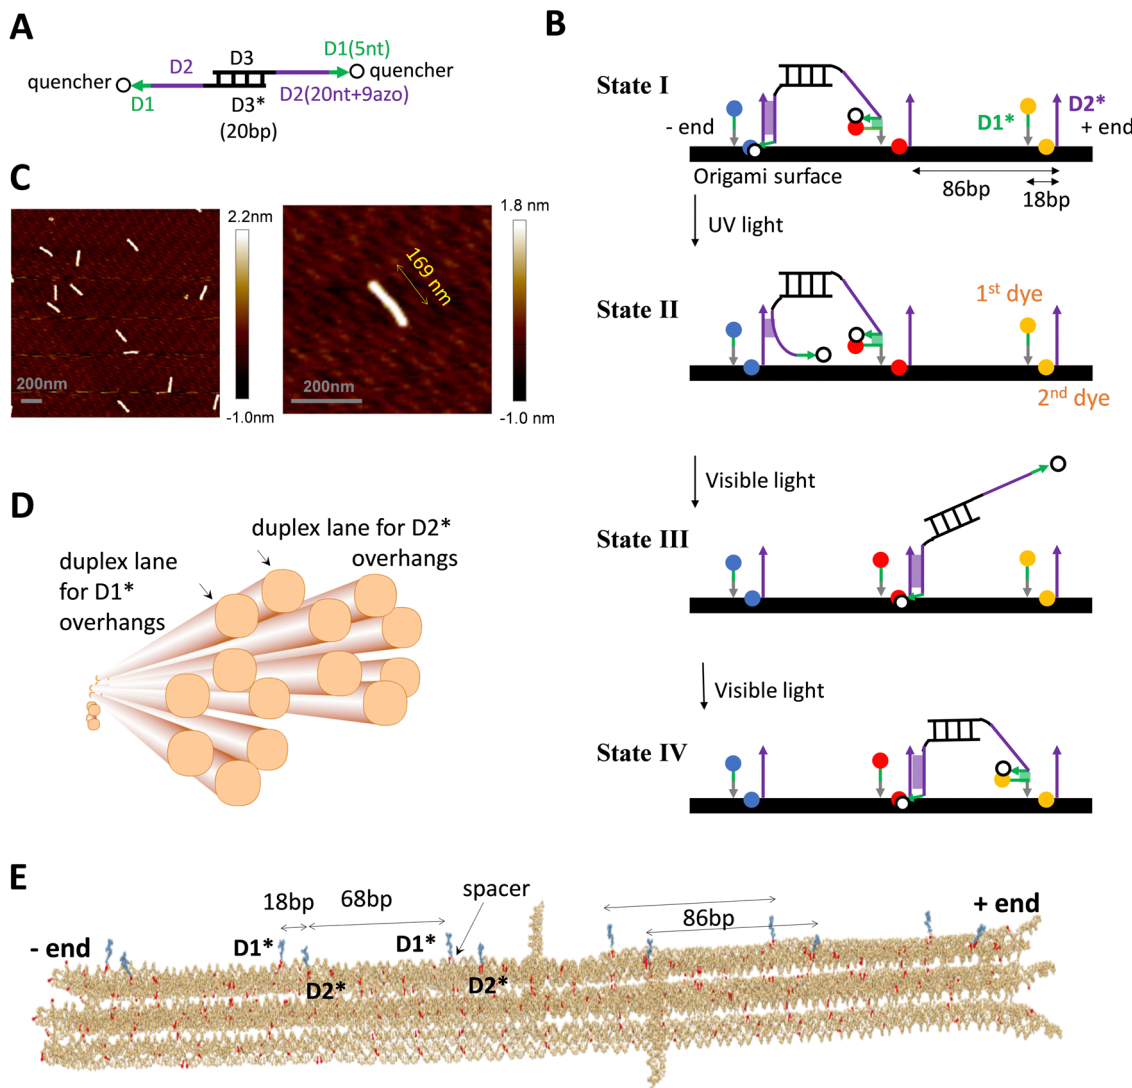 A
D1(5nt)
quencher
D2
D3
quencher
D1
D3*
D2(20nt+9azo)
(20bp)
B
State I
D2*
- end
D1*
+ end
Origami surface
86bp
18bp
UV light
State II
1st dye
2nd dye
Visible light
State III
Visible light
State IV
C
2.2nm
200nm
-1.0nm
1.8 nm
169 nm
200nm
-1.0 nm
D
duplex lane for D2*
overhangs
duplex lane
for D1*
overhangs
E
18bp
68bp
spacer
86bp
+ end
- end
D1*
D1*
D2*
D2*